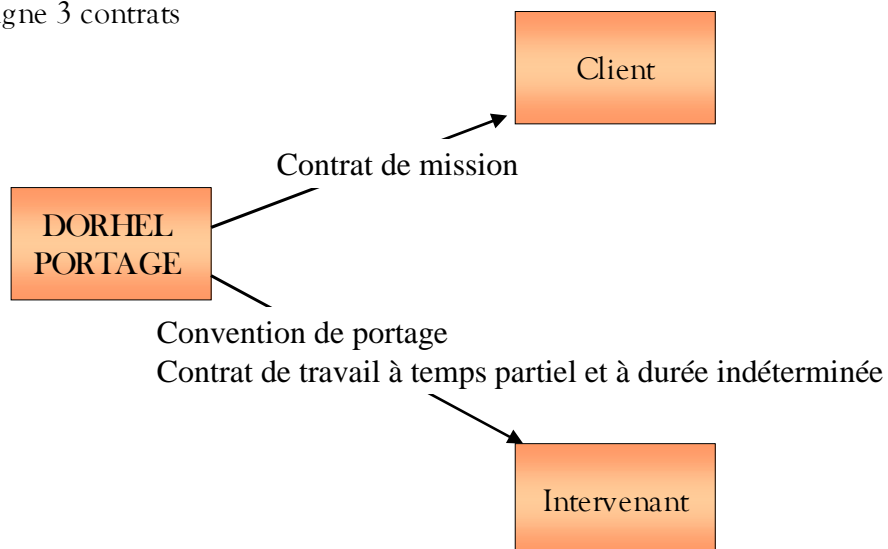 3 contrats
Client
Contrat de mission
DORHEL
PORTAGE
Convention de portage
Contrat de travail à temps partiel et à durée indéterminée
Intervenant